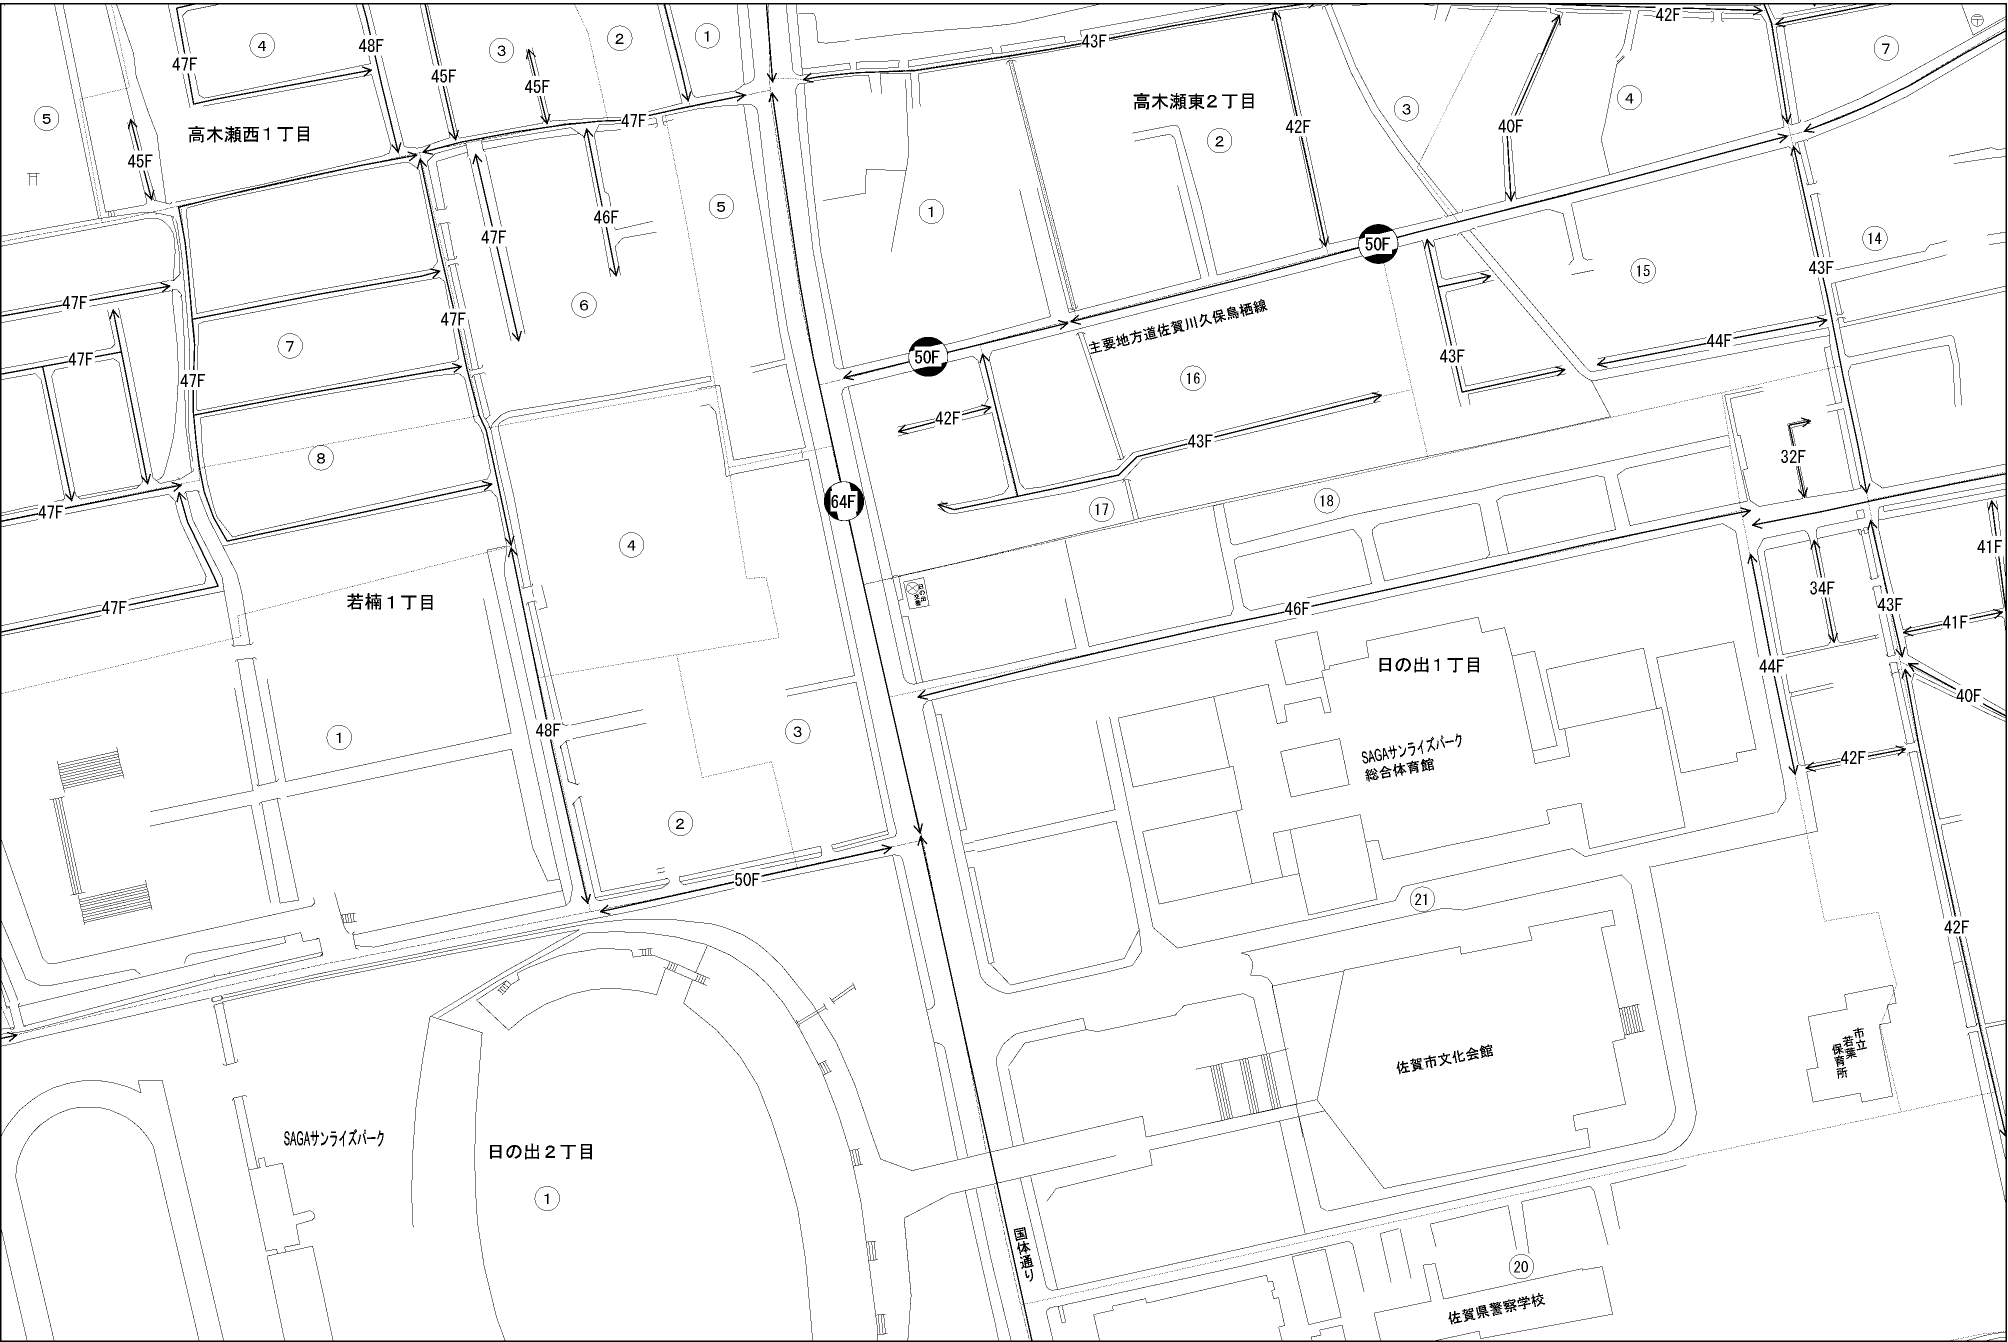 42F
47F
④
48F
③
②
①
45F
45F
43F
⑦
⑤
高木瀬西１丁目
47F
高木瀬東２丁目
②
42F
③
40F
④
45F
⑤
①
47F
46F
50F
⑭
⑮
43F
47F
⑥
47F
主要地方道佐賀川久保鳥栖線
47F
⑦
50F
43F
44F
47F
⑯
42F
43F
⑧
32F
64F
⑰
⑱
47F
④
41F
日の出
交番
34F
47F
若楠１丁目
46F
43F
41F
日の出１丁目
44F
40F
48F
①
③
SAGAサンライズパーク
総合体育館
42F
②
50F
㉑
42F
佐賀市文化会館
市立
若葉
保育所
SAGAサンライズパーク
日の出２丁目
①
国体通り
⑳
佐賀県警察学校